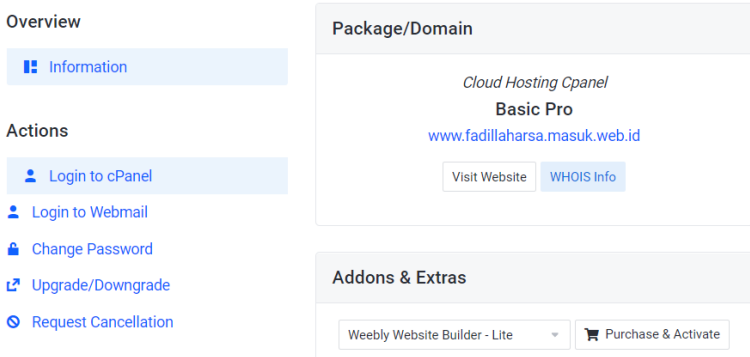 Overview
Information
Actions
Login to cPanel
Login to Webmail
Change Password
Upgrade/Downgrade
Request Cancellation
Package/Domain
Cloud Hosting Cpanel
Basic Pro
www.fadillaharsa.masuk.web.id
Visit Website WHOIS Info
Addons & Extras
Weebly Website Builder - Lite Purchase & Activate